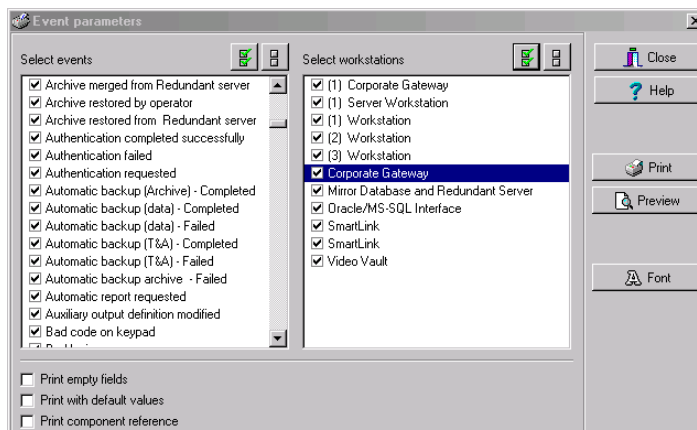 Event parameters
Select events
Archive merged from Redundant server
Archive restored by operator
Archive restored from Redundant server
Authentication completed successfully
Authentication failed
Authentication requested
Automatic backup (Archive) - Completed
Automatic backup (data) - Completed
Automatic backup (data) - Failed
Automatic backup (T&A) - Completed
Automatic backup (T&A) - Failed
Automatic backup archive - Failed
Automatic report requested
Auxiliary output definition modified
Bad code on keypad
Select workstations
(1) Corporate Gateway
(1) Server Workstation
(1) Workstation
(2) Workstation
(3) Workstation
Corporate Gateway
Mirror Database and Redundant Server
Oracle/MS-SQL Interface
SmartLink
SmartLink
Video Vault
Close
Help
Print
Preview
Font
Print empty fields
Print with default values
Print component reference